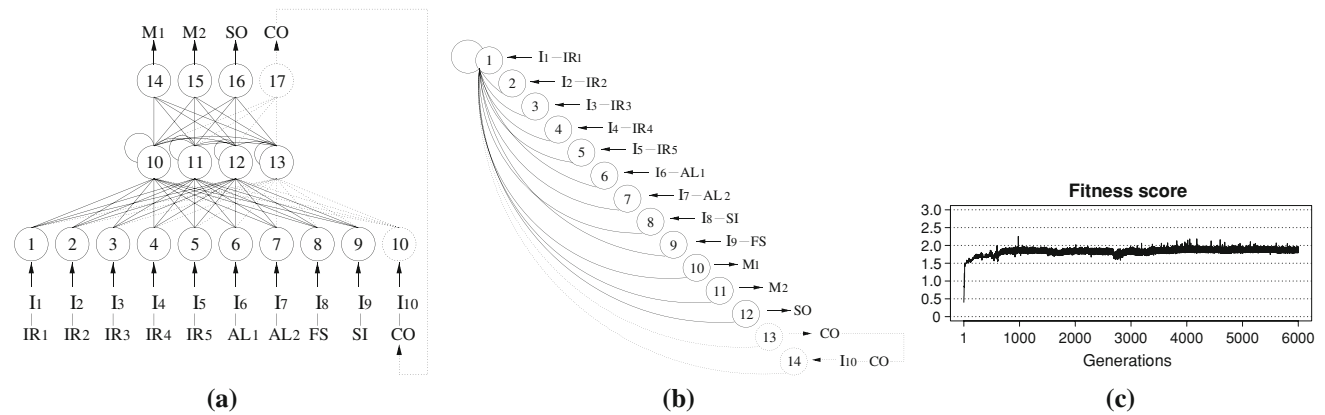 M1 M2 SO CO
14 15 16 17
10 11 12 13
1 2 3 4 5 6 7 8 9 10
I1 I2 I3 I4 I5 I6 I7 I8 I9 I10
IR1 IR2 IR3 IR4 IR5 AL1 AL2 FS SI CO
(a)
1 I1—IR1
2 I2—IR2
3 I3—IR3
4 I4—IR4
5 I5—IR5
6 I6—AL1
7 I7—AL2
8 I8—SI
9 I9—FS
10 M1
11 M2
12 SO
13 CO
14 I10 CO
(b)
Fitness score
3.0
2.5
2.0
1.5
1.0
0.5
0
1 1000 2000 3000 4000 5000 6000
Generations
(c)